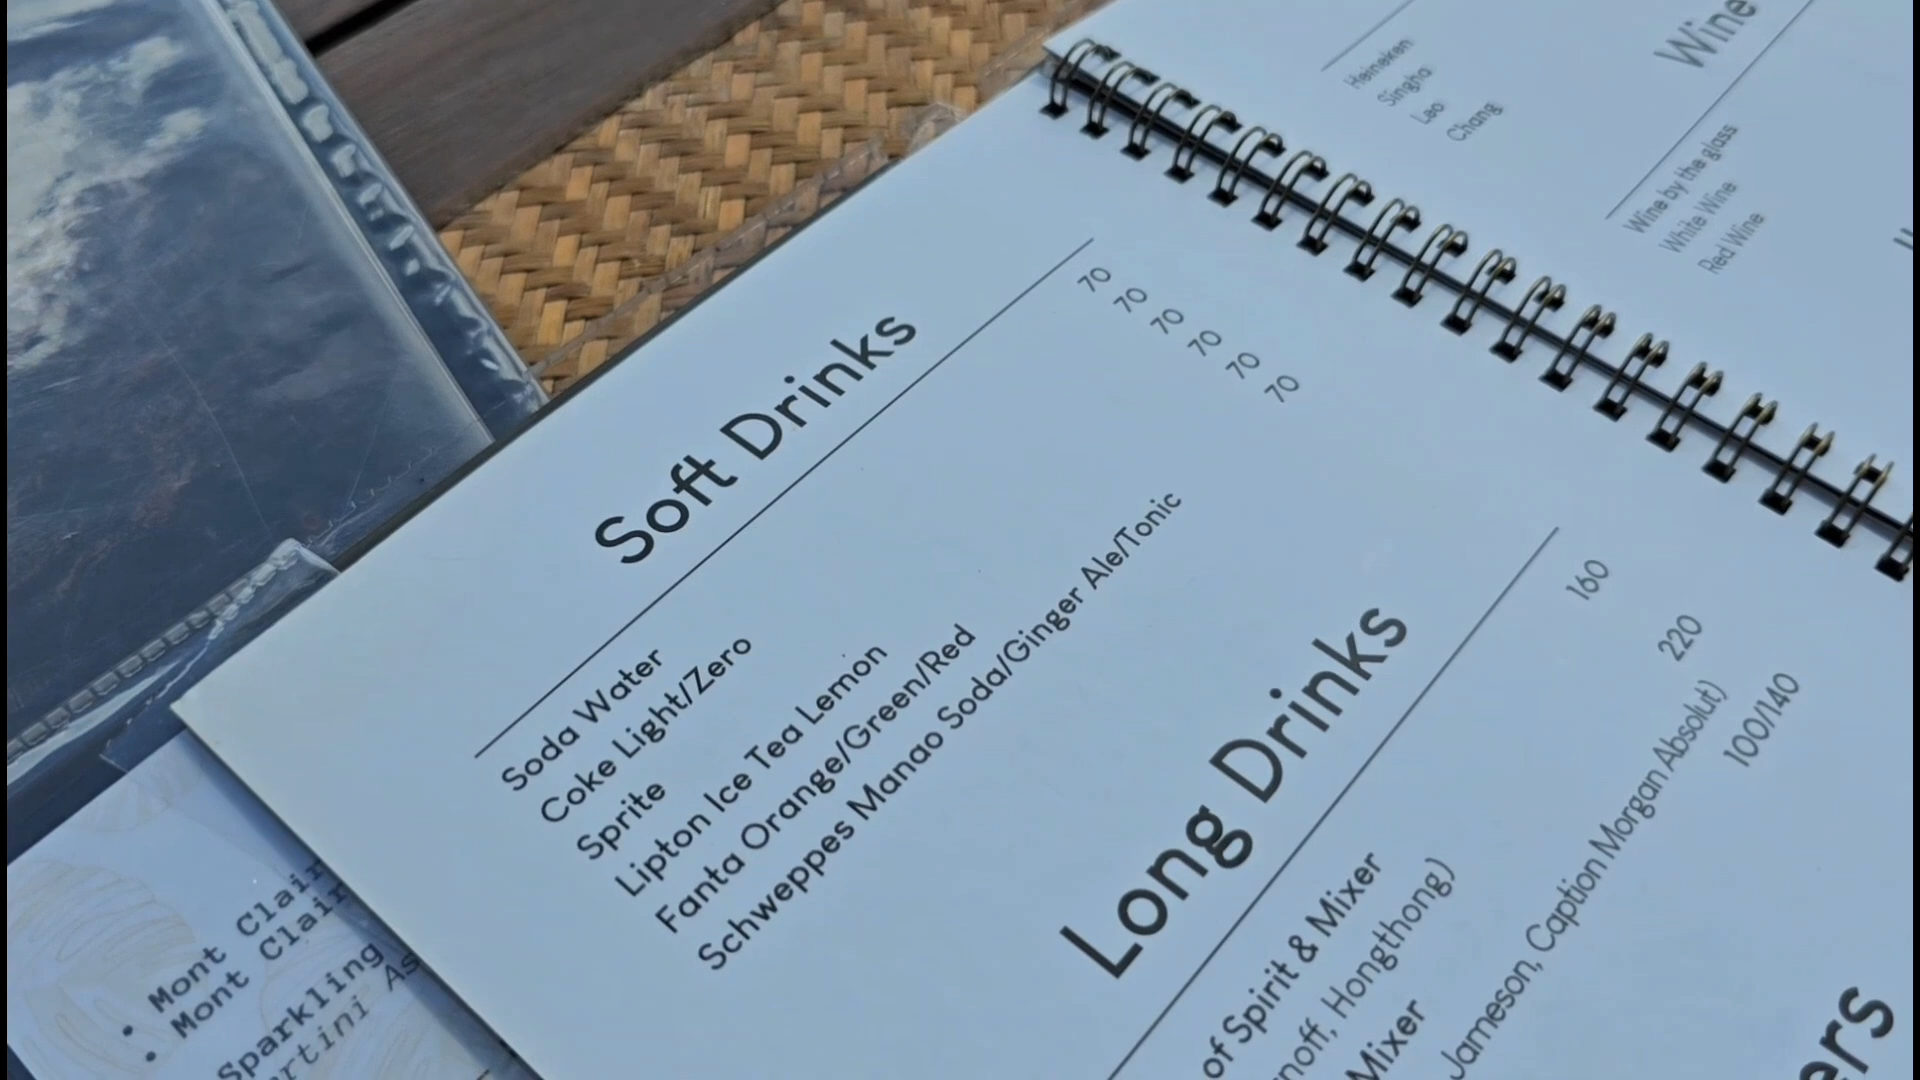 Soft Drinks
Soda Water 70
Coke Light/Zero 70
Sprite 70
Lipton Ice Tea Lemon 70
Fanta Orange/Green/Red 70
Schweppes Manao Soda/Ginger Ale/Tonic 70
Long Drinks
of Spirit & Mixer 160
Hongthong)
Mixer 220
Jameson, Caption Morgan Absolut)
100/140
Heineken
Singha
Leo
Chang
Wine
Wine by the glass
White Wine
Red Wine
• Mont Clair
• Mont Clair
Sparkling